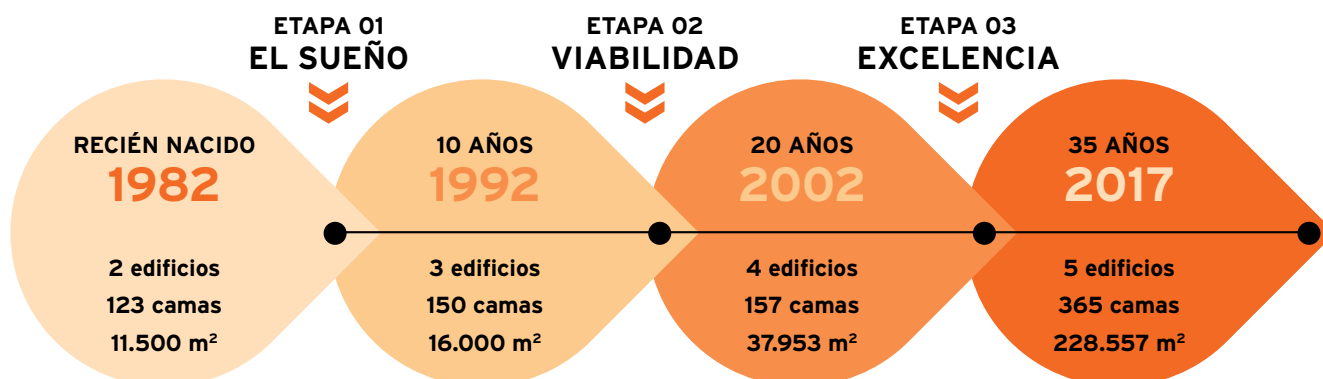 ETAPA 01
EL SUEÑO
ETAPA 02
VIABILIDAD
ETAPA 03
EXCELENCIA
RECIÉN NACIDO
1982
2 edificios
123 camas
11.500 m²
10 AÑOS
1992
3 edificios
150 camas
16.000 m²
20 AÑOS
2002
4 edificios
157 camas
37.953 m²
35 AÑOS
2017
5 edificios
365 camas
228.557 m²